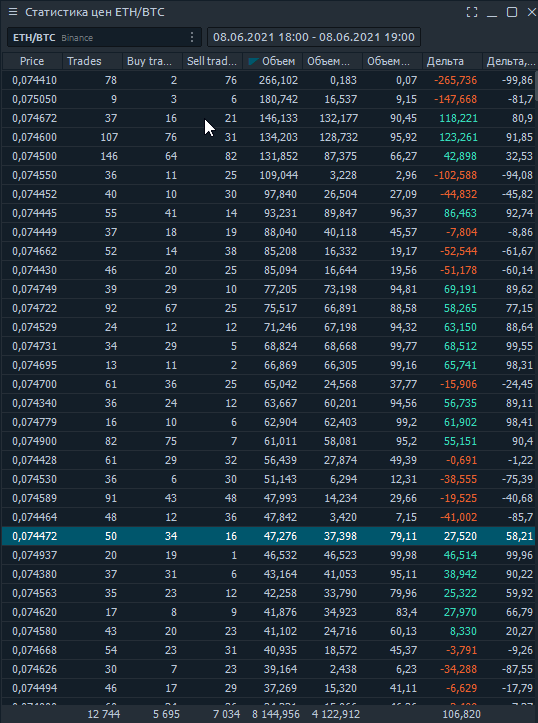 Статистика цен ETH/BTC
ETH/BTC Binance 08.06.2021 18:00 - 08.06.2021 19:00
Price Trades Buy tra... Sell trad... Объем Объем... Объем... Дельта Дельта,...
0,074410 78 2 76 266,102 0,183 0,07 -265,736 -99,86
0,075050 9 3 6 180,742 16,537 9,15 -147,668 -81,7
0,074672 37 16 21 146,133 132,177 90,45 118,221 80,9
0,074600 107 76 31 134,203 128,732 95,92 123,261 91,85
0,074500 146 64 82 131,852 87,375 66,27 42,898 32,53
0,074550 36 11 25 109,044 3,228 2,96 -102,588 -94,08
0,074452 40 10 30 97,840 26,504 27,09 -44,832 -45,82
0,074445 55 41 14 93,231 89,847 96,37 86,463 92,74
0,074449 37 18 19 88,040 40,118 45,57 -7,804 -8,86
0,074662 52 14 38 85,208 16,332 19,17 -52,544 -61,67
0,074430 46 20 25 85,094 16,644 19,56 -51,178 -60,14
0,074749 39 29 10 77,205 73,198 94,81 69,191 89,62
0,074722 92 67 25 75,517 66,891 88,58 58,265 77,15
0,074529 24 12 12 71,246 67,198 94,32 63,150 88,64
0,074731 34 29 5 68,824 68,668 99,77 68,512 99,55
0,074695 13 11 2 66,869 66,305 99,16 65,741 98,31
0,074700 61 36 25 65,042 24,568 37,77 -15,906 -24,45
0,074340 36 24 12 63,667 60,201 94,56 56,735 89,11
0,074779 16 10 6 62,904 62,403 99,2 61,902 98,41
0,074900 82 75 7 61,011 58,081 95,2 55,151 90,4
0,074428 61 29 32 56,439 27,874 49,39 -0,691 -1,22
0,074530 36 6 30 51,143 6,294 12,31 -38,555 -75,39
0,074589 91 43 48 47,993 14,234 29,66 -19,525 -40,68
0,074464 48 12 36 47,842 3,420 7,15 -41,002 -85,7
0,074472 50 34 16 47,276 37,398 79,11 27,520 58,21
0,074937 20 19 1 46,532 46,523 99,98 46,514 99,96
0,074380 37 31 6 43,164 41,053 95,11 38,942 90,22
0,074563 35 23 12 42,258 33,790 79,96 25,322 59,92
0,074620 17 8 9 41,876 34,923 83,4 27,970 66,79
0,074580 43 20 23 41,102 24,716 60,13 8,330 20,27
0,074668 54 23 31 40,935 18,572 45,37 -3,791 -9,26
0,074626 30 7 23 39,164 2,438 6,23 -34,288 -87,55
0,074494 46 17 29 37,269 15,320 41,11 -6,629 -17,79
12 744 5 695 7 034 8 144,956 4 122,912 106,820